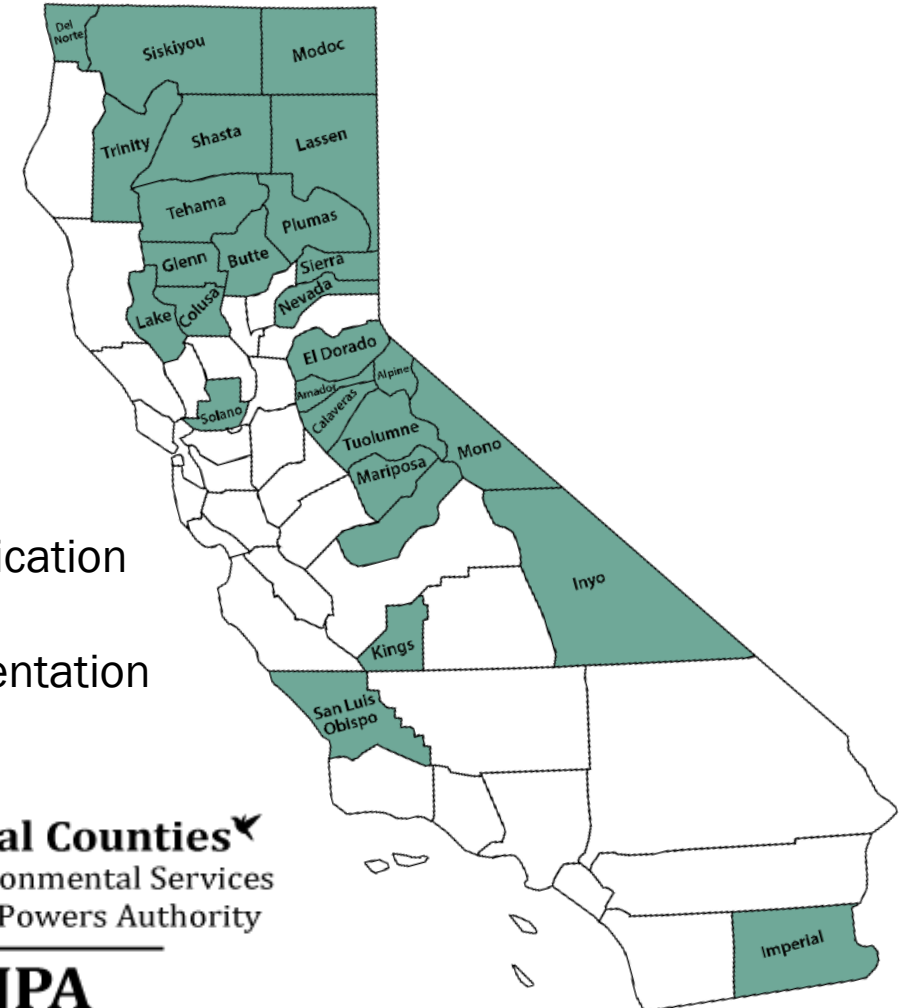 Del
Norte
Siskiyou
Modoc
Trinity
Shasta
Lassen
Tehama
Plumas
Glenn
Butte
Sierra
Lake
Colusa
Nevada
El Dorado
Alpine
Amador
Calaveras
Solano
Tuolumne
Mono
Mariposa
ication
Inyo
Kings
entation
San Luis
Obispo
al Counties
onmental Services
Powers Authority
JPA
Imperial